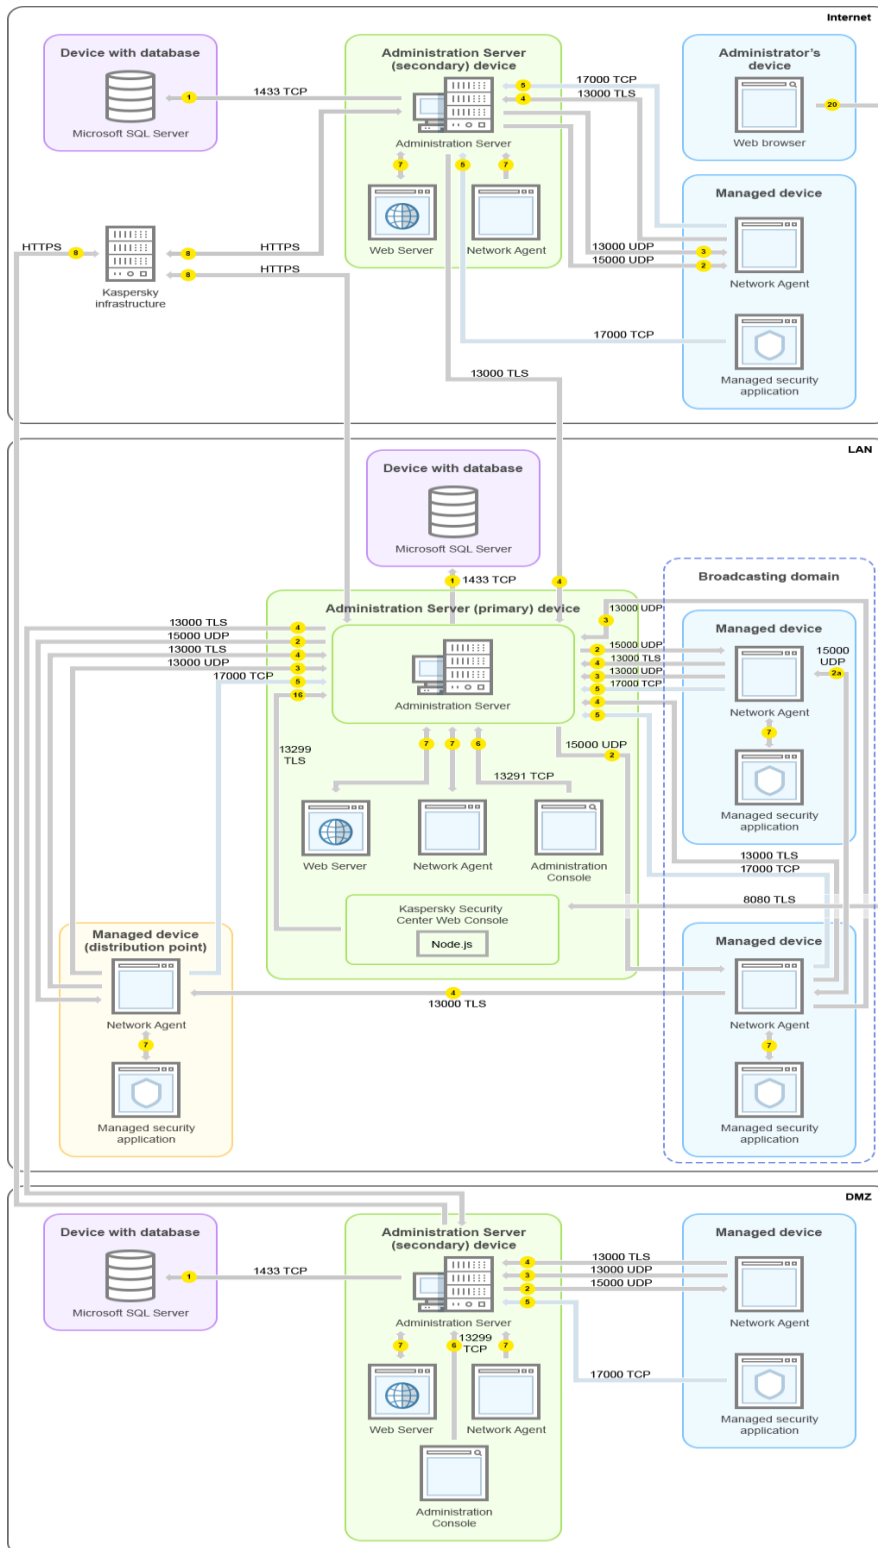 Internet
Device with database
1
1433 TCP
Microsoft SQL Server
Administration Server
(secondary) device
Administration Server
7
7
Web Server
Network Agent
5
17000 TCP
4
13000 TLS
5
Administrator's
device
20
Web browser
Managed device
13000 UDP
3
15000 UDP
2
Network Agent
17000 TCP
Managed security
application
HTTPS
8
8
HTTPS
8
HTTPS
Kaspersky
infrastructure
13000 TLS
LAN
Device with database
Microsoft SQL Server
1
1433 TCP
4
Administration Server (primary) device
Administration Server
13000 TLS
4
15000 UDP
2
13000 TLS
4
13000 UDP
3
17000 TCP
5
16
13299
TLS
7
7
6
13291 TCP
Web Server
Network Agent
Administration
Console
Kaspersky Security
Center Web Console
Node.js
Broadcasting domain
13000 UDP
3
15000 UDP
2
13000 TLS
4
13000 UDP
3
17000 TCP
5
4
5
15000 UDP
2
Managed device
15000
UDP
2a
Network Agent
7
Managed security
application
13000 TLS
17000 TCP
8080 TLS
Managed device
(distribution point)
Network Agent
7
Managed security
application
4
13000 TLS
Managed device
Network Agent
7
Managed security
application
DMZ
Device with database
1
1433 TCP
Microsoft SQL Server
Administration Server
(secondary) device
Administration Server
4
13000 TLS
3
13000 UDP
2
15000 UDP
5
7
6
13299
TCP
7
Web Server
Network Agent
Administration
Console
Managed device
Network Agent
17000 TCP
Managed security
application